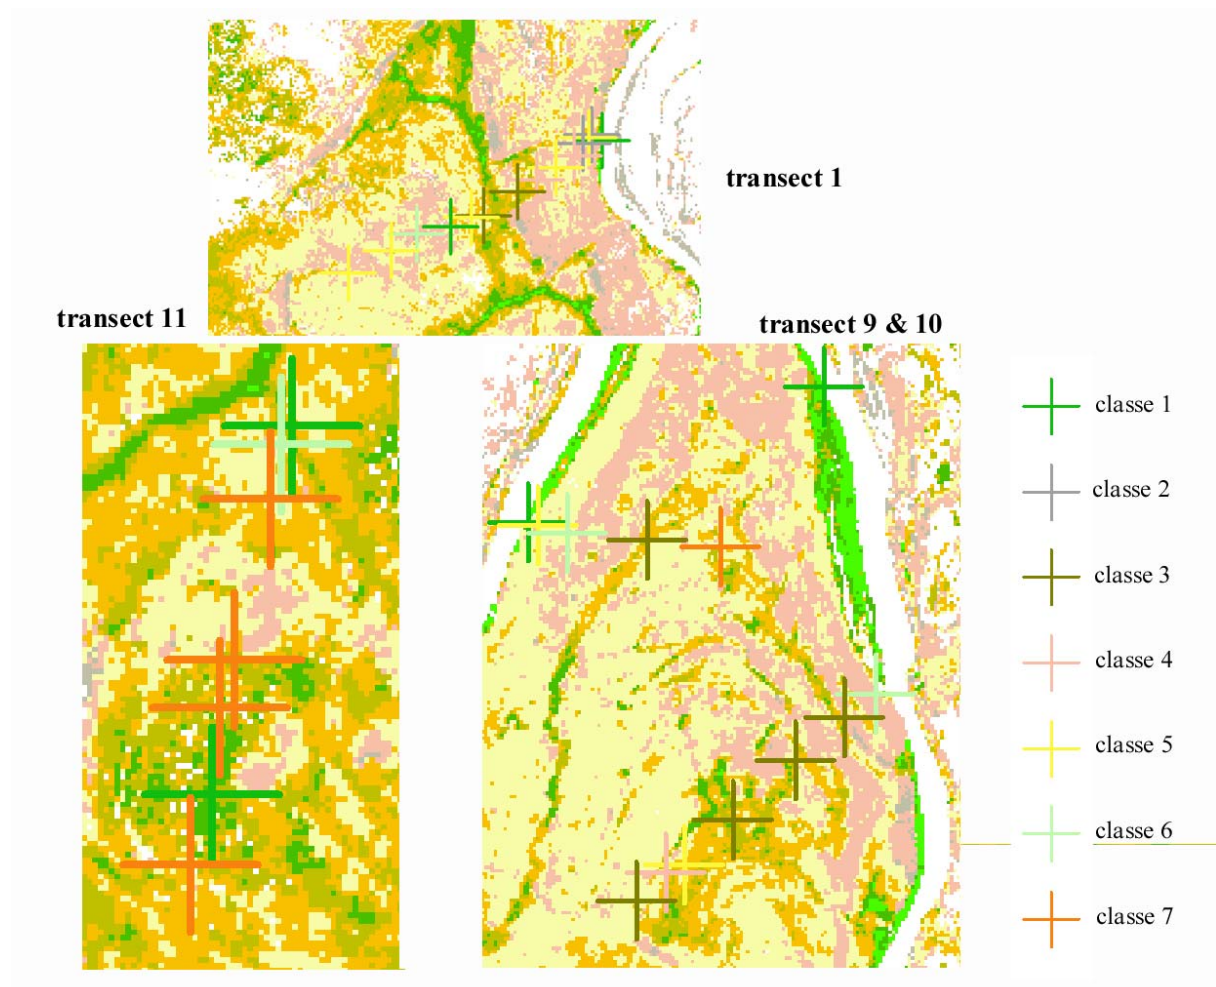 transect 1
transect 11
transect 9 & 10
classe 1
classe 2
classe 3
classe 4
classe 5
classe 6
classe 7